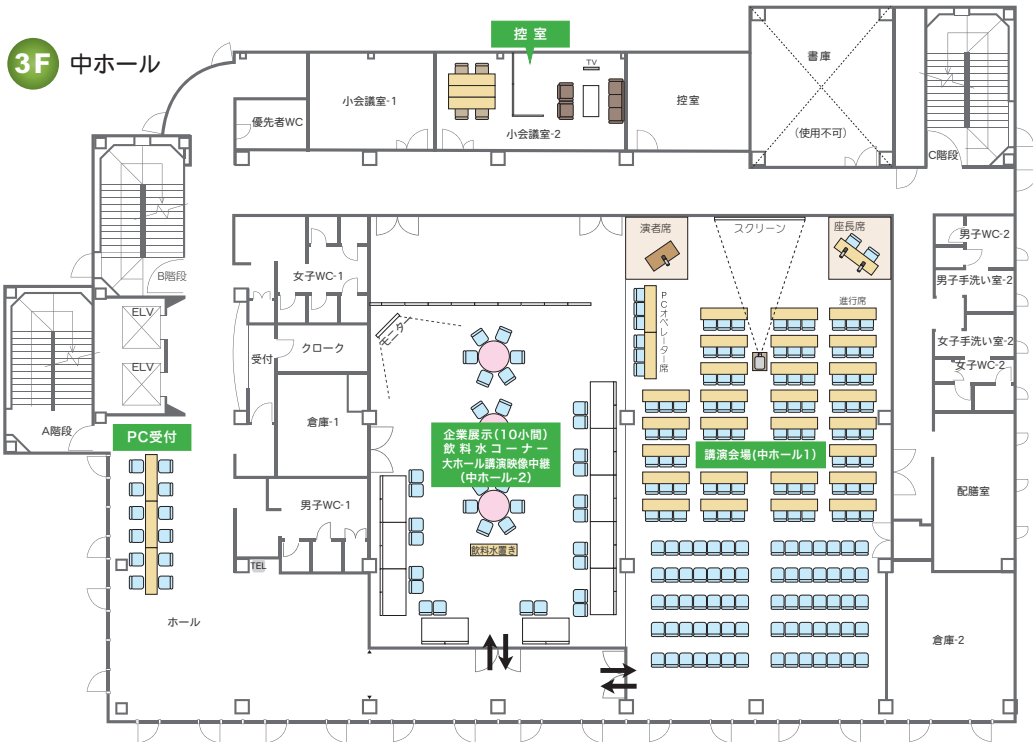 3F 中ホール
控 室
TV
書庫
(使用不可)
小会議室-1
小会議室-2
控室
優先者WC
C階段
B階段
A階段
ELV
ELV
女子WC-1
受付
クローク
倉庫-1
男子WC-1
TEL
ホール
PC受付
モニター
企業展示(10小間)
飲料水コーナー
大ホール講演映像中継
(中ホール-2)
飲料水置き
演者席
スクリーン
座長席
進行席
PCオペレーター席
講演会場(中ホール1)
男子WC-2
男子手洗い室-2
女子手洗い室-2
女子WC-2
配膳室
倉庫-2